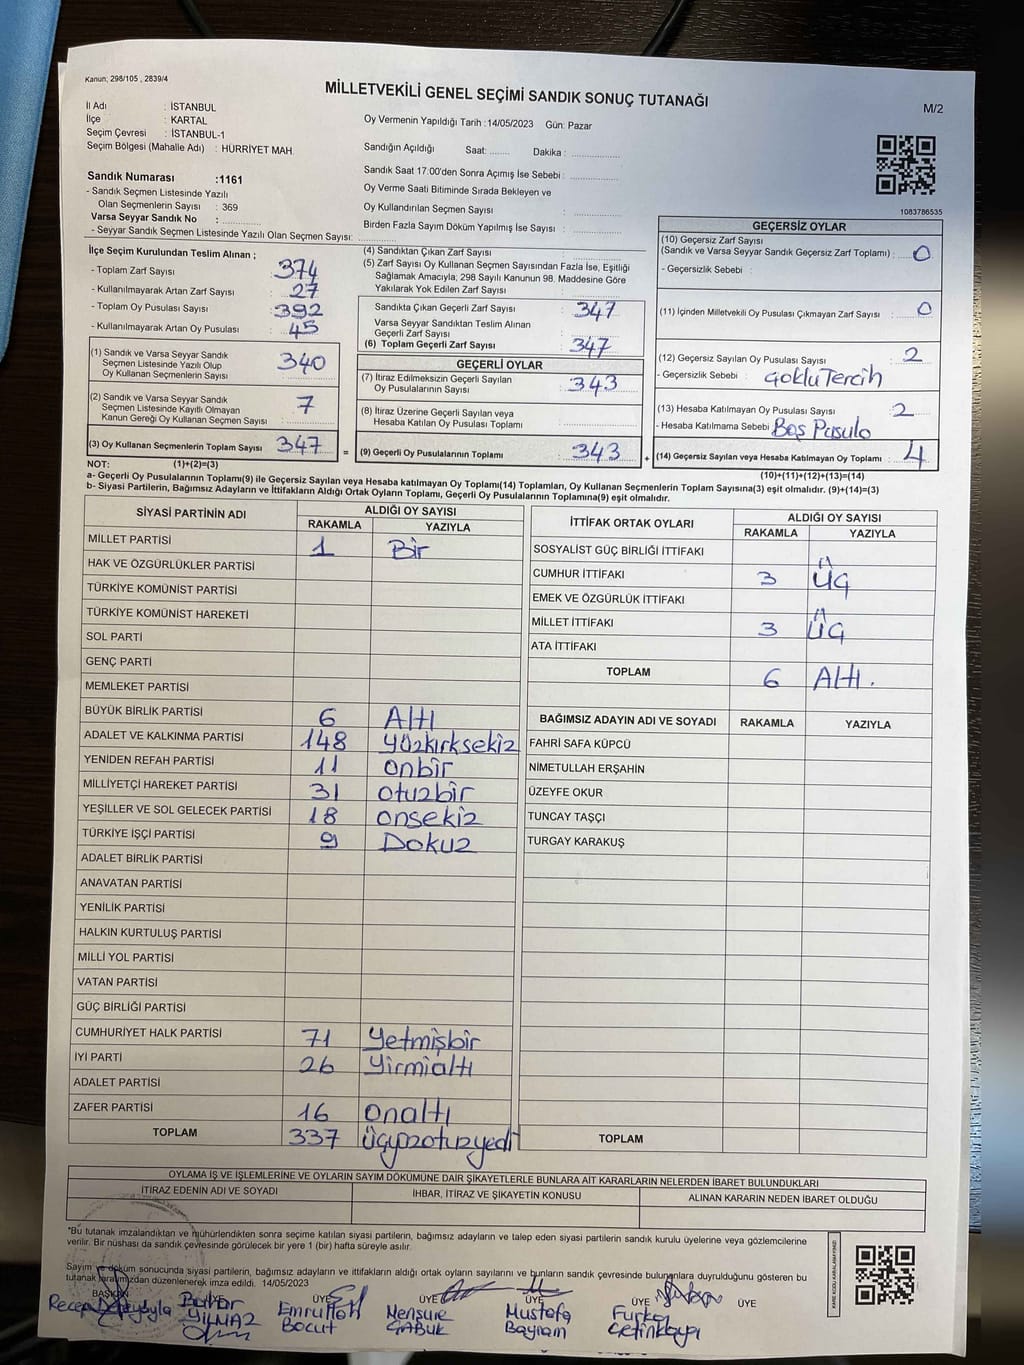 Kanun; 298/105 , 2839/4
MİLLETVEKİLİ GENEL SEÇİMİ SANDIK SONUÇ TUTANAĞI
M/2
İl Adı : İSTANBUL
İlçe : KARTAL
Seçim Çevresi : İSTANBUL-1
Seçim Bölgesi (Mahalle Adı) : HÜRRİYET MAH.
Sandık Numarası :1161
- Sandık Seçmen Listesinde Yazılı
Olan Seçmenlerin Sayısı : 369
Varsa Seyyar Sandık No :
- Seyyar Sandık Seçmen Listesinde Yazılı Olan Seçmen Sayısı:
Oy Vermenin Yapıldığı Tarih :14/05/2023 Gün: Pazar
Sandığın Açıldığı Saat: Dakika :
Sandık Saat 17.00'den Sonra Açımış İse Sebebi :
Oy Verme Saati Bitiminde Sırada Bekleyen ve
Oy Kullandırılan Seçmen Sayısı :
Birden Fazla Sayım Döküm Yapılmış İse Sayısı :
1083786535
İlçe Seçim Kurulundan Teslim Alınan ;
- Toplam Zarf Sayısı : 374
- Kullanılmayarak Artan Zarf Sayısı : 27
- Toplam Oy Pusulası Sayısı : 392
- Kullanılmayarak Artan Oy Pusulası : 45
(1) Sandık ve Varsa Seyyar Sandık
Seçmen Listesinde Yazılı Olup
Oy Kullanan Seçmenlerin Sayısı : 340
(2) Sandık ve Varsa Seyyar Sandık
Seçmen Listesinde Kayıtlı Olmayan
Kanun Gereği Oy Kullanan Seçmen Sayısı : 7
(3) Oy Kullanan Seçmenlerin Toplam Sayısı : 347 =
(4) Sandıktan Çıkan Zarf Sayısı :
(5) Zarf Sayısı Oy Kullanan Seçmen Sayısından Fazla İse, Eşitliği
Sağlamak Amacıyla; 298 Sayılı Kanunun 98. Maddesine Göre
Yakılarak Yok Edilen Zarf Sayısı :
Sandıkta Çıkan Geçerli Zarf Sayısı : 347
Varsa Seyyar Sandıktan Teslim Alınan
Geçerli Zarf Sayısı :
(6) Toplam Geçerli Zarf Sayısı : 347
GEÇERLİ OYLAR
(7) İtiraz Edilmeksizin Geçerli Sayılan
Oy Pusulalarının Sayısı : 343
(8) İtiraz Üzerine Geçerli Sayılan veya
Hesaba Katılan Oy Pusulası Toplamı :
(9) Geçerli Oy Pusulalarının Toplamı : 343 +
GEÇERSİZ OYLAR
(10) Geçersiz Zarf Sayısı
(Sandık ve Varsa Seyyar Sandık Geçersiz Zarf Toplamı) : 0
- Geçersizlik Sebebi :
(11) İçinden Milletvekili Oy Pusulası Çıkmayan Zarf Sayısı : 0
(12) Geçersiz Sayılan Oy Pusulası Sayısı : 2
- Geçersizlik Sebebi : çoklu Tercih
(13) Hesaba Katılmayan Oy Pusulası Sayısı : 2
- Hesaba Katılmama Sebebi : Boş Pusula
(14) Geçersiz Sayılan veya Hesaba Katılmayan Oy Toplamı : 4
NOT: (1)+(2)=(3)
(10)+(11)+(12)+(13)=(14)
a- Geçerli Oy Pusulalarının Toplamı(9) ile Geçersiz Sayılan veya Hesaba Katılmayan Oy Toplamı(14) Toplamları, Oy Kullanan Seçmenlerin Toplam Sayısına(3) eşit olmalıdır. (9)+(14)=(3)
b- Siyasi Partilerin, Bağımsız Adayların ve İttifakların Aldığı Ortak Oyların Toplamı, Geçerli Oy Pusulalarının Toplamına(9) eşit olmalıdır.
SİYASİ PARTİNİN ADI ALDIĞI OY SAYISI
RAKAMLA YAZIYLA
MİLLET PARTİSİ 1 Bir
HAK VE ÖZGÜRLÜKLER PARTİSİ
TÜRKİYE KOMÜNİST PARTİSİ
TÜRKİYE KOMÜNİST HAREKETİ
SOL PARTİ
GENÇ PARTİ
MEMLEKET PARTİSİ
BÜYÜK BİRLİK PARTİSİ 6 Altı
ADALET VE KALKINMA PARTİSİ 148 yüzkırksekiz
YENİDEN REFAH PARTİSİ 11 onbir
MİLLİYETÇİ HAREKET PARTİSİ 31 otuzbir
YEŞİLLER VE SOL GELECEK PARTİSİ 18 onsekiz
TÜRKİYE İŞÇİ PARTİSİ 9 Dokuz
ADALET BİRLİK PARTİSİ
ANAVATAN PARTİSİ
YENİLİK PARTİSİ
HALKIN KURTULUŞ PARTİSİ
MİLLİ YOL PARTİSİ
VATAN PARTİSİ
GÜÇ BİRLİĞİ PARTİSİ
CUMHURİYET HALK PARTİSİ 71 Yetmişbir
İYİ PARTİ 26 Yirmialtı
ADALET PARTİSİ
ZAFER PARTİSİ 16 onaltı
TOPLAM 337 üçyüzotuzyedi
İTTİFAK ORTAK OYLARI ALDIĞI OY SAYISI
RAKAMLA YAZIYLA
SOSYALİST GÜÇ BİRLİĞİ İTTİFAKI
CUMHUR İTTİFAKI 3 Üç
EMEK VE ÖZGÜRLÜK İTTİFAKI
MİLLET İTTİFAKI 3 Üç
ATA İTTİFAKI
TOPLAM 6 Altı.
BAĞIMSIZ ADAYIN ADI VE SOYADI RAKAMLA YAZIYLA
FAHRİ SAFA KÜPCÜ
NİMETULLAH ERŞAHİN
ÜZEYFE OKUR
TUNCAY TAŞÇI
TURGAY KARAKUŞ
TOPLAM
OYLAMA İŞ VE İŞLEMLERİNE VE OYLARIN SAYIM DÖKÜMÜNE DAİR ŞİKAYETLERLE BUNLARA AİT KARARLARIN NELERDEN İBARET BULUNDUKLARI
İTİRAZ EDENİN ADI VE SOYADI İHBAR, İTİRAZ VE ŞİKAYETİN KONUSU ALINAN KARARIN NEDEN İBARET OLDUĞU
*Bu tutanak imzalandıktan ve mühürlendikten sonra seçime katılan siyasi partilerin, bağımsız adayların ve talep eden siyasi partilerin sandık kurulu üyelerine veya gözlemcilerine
verilir. Bir nüshası da sandık çevresinde görülecek bir yere 1 (bir) hafta süreyle asılır.
Sayım ve döküm sonucunda siyasi partilerin, bağımsız adayların ve ittifakların aldığı ortak oyların sayılarını ve bunların sandık çevresinde bulunanlara duyrulduğunu gösteren bu
tutanak tarafımızdan düzenlenerek imza edildi. 14/05/2023
BAŞKAN ÜYE ÜYE ÜYE ÜYE ÜYE ÜYE
Recep YILMAZ Emrullah Bocut Mensure ÇABUK Mustafa Bayram Furkan Çetinkaya